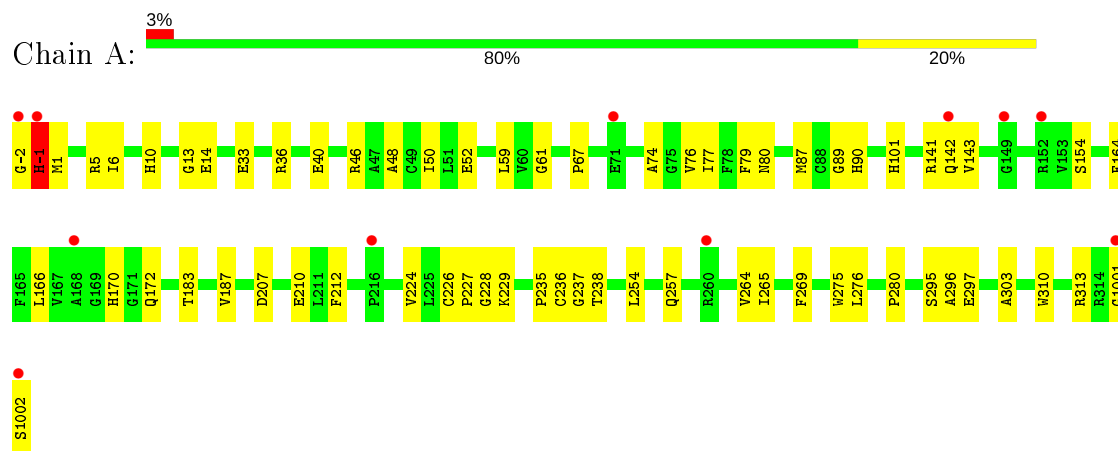 3%
Chain A:
80% 20%
G-2 H-1 M1 R5 I6 H10 G13 E14 E33 R36 E40 R46 A47 A48 C49 I50 L51 E52 L59 V60 G61 P67 E71 A74 G75 V76 I77 F78 F79 N80 M87 C88 G89 H90 H101 R141 Q142 V143 G149 R152 V153 S154
F165 L166 V167 A168 G169 H170 G171 Q172 T183 V187 D207 E210 L211 F212 P216 V224 L225 C226 P227 G228 K229 P235 C236 G237 T238 L254 Q257 R260 V264 I265 F269 W275 L276 P280 S295 A296 E297 A303 W310 R313 R314
S1002